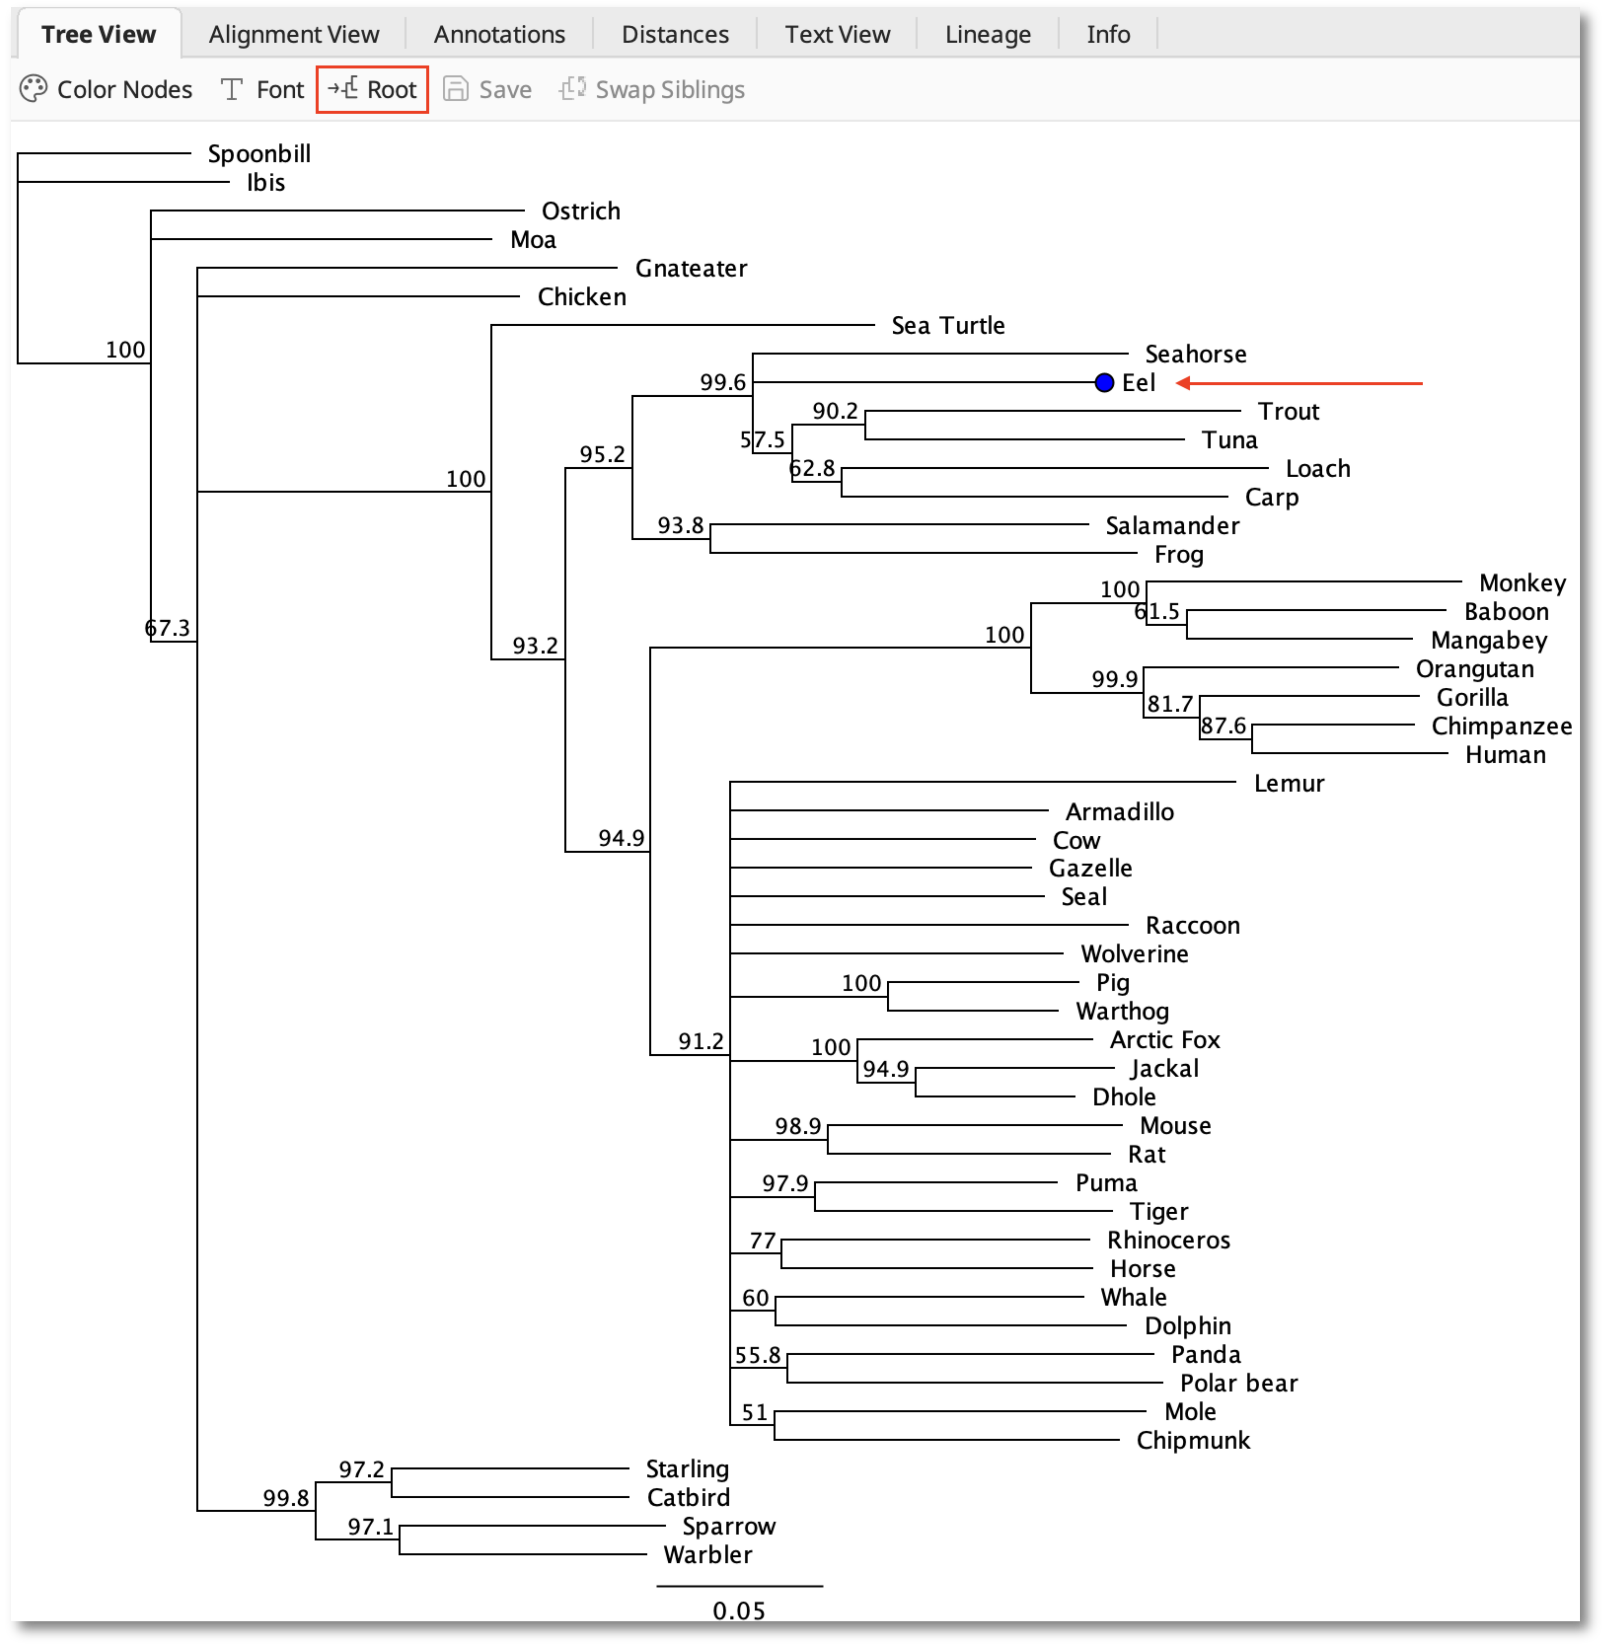 Tree View Alignment View Annotations Distances Text View Lineage Info
Color Nodes Font Root Save Swap Siblings
Spoonbill
Ibis
Ostrich
Moa
Gnateater
Chicken
Sea Turtle
100
Seahorse
99.6 Eel
90.2 Trout
57.5 Tuna
95.2
62.8 Loach
100
Carp
93.8 Salamander
Frog
100 Monkey
61.5 Baboon
67.3
100
93.2
Mangabey
Orangutan
99.9
81.7 Gorilla
87.6 Chimpanzee
Human
Lemur
Armadillo
94.9 Cow
Gazelle
Seal
Raccoon
Wolverine
100 Pig
Warthog
91.2 Arctic Fox
100
94.9 Jackal
Dhole
98.9 Mouse
Rat
97.9 Puma
Tiger
77 Rhinoceros
Horse
60 Whale
Dolphin
55.8 Panda
Polar bear
51 Mole
Chipmunk
97.2 Starling
99.8 Catbird
97.1 Sparrow
Warbler
0.05